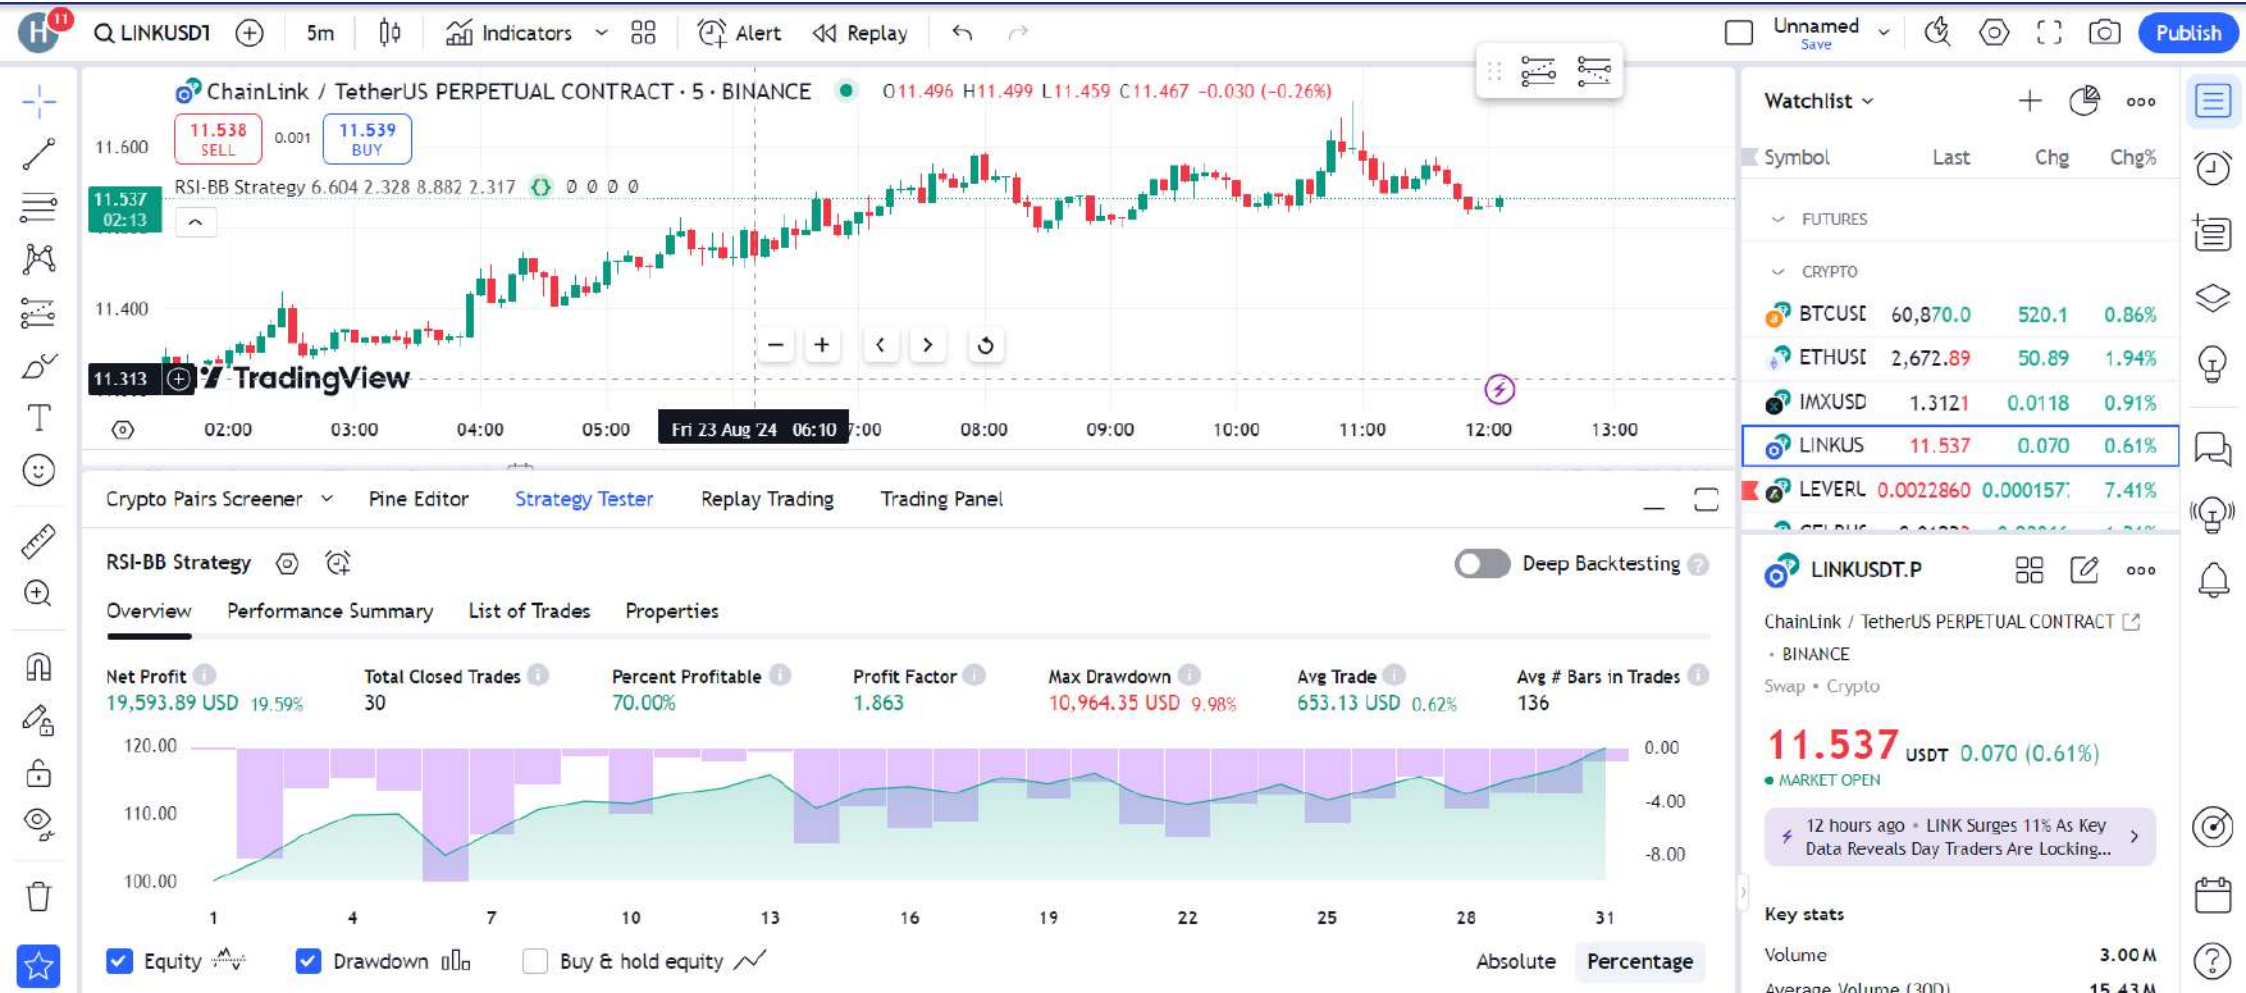 H 11 LINKUSDT 5m Indicators Alert Replay Unnamed Save Publish
ChainLink / TetherUS PERPETUAL CONTRACT · 5 · BINANCE O11.496 H11.499 L11.459 C11.467 -0.030 (-0.26%)
11.538 SELL 0.001 11.539 BUY
RSI-BB Strategy 6.604 2.328 8.882 2.317 {} Ø Ø Ø Ø
11.600
11.537
02:13
11.400
11.313
TradingView
02:00 03:00 04:00 05:00 Fri 23 Aug '24 06:10 7:00 08:00 09:00 10:00 11:00 12:00 13:00
Crypto Pairs Screener Pine Editor Strategy Tester Replay Trading Trading Panel
RSI-BB Strategy Deep Backtesting ?
Overview Performance Summary List of Trades Properties
Net Profit Total Closed Trades Percent Profitable Profit Factor Max Drawdown Avg Trade Avg # Bars in Trades
19,593.89 USD 19.59% 30 70.00% 1.863 10,964.35 USD 9.98% 653.13 USD 0.62% 136
120.00 0.00
110.00 -4.00
100.00 -8.00
1 4 7 10 13 16 19 22 25 28 31
Equity Drawdown Buy & hold equity Absolute Percentage
Watchlist
Symbol Last Chg Chg%
FUTURES
CRYPTO
BTCUSD 60,870.0 520.1 0.86%
ETHUSD 2,672.89 50.89 1.94%
IMXUSD 1.3121 0.0118 0.91%
LINKUS 11.537 0.070 0.61%
LEVERU 0.0022860 0.000157 7.41%
LINKUSDT.P
ChainLink / TetherUS PERPETUAL CONTRACT
• BINANCE
Swap • Crypto
11.537 USDT 0.070 (0.61%)
MARKET OPEN
12 hours ago • LINK Surges 11% As Key
Data Reveals Day Traders Are Locking...
Key stats
Volume 3.00 M
Average Volume (30D) 15.43 M